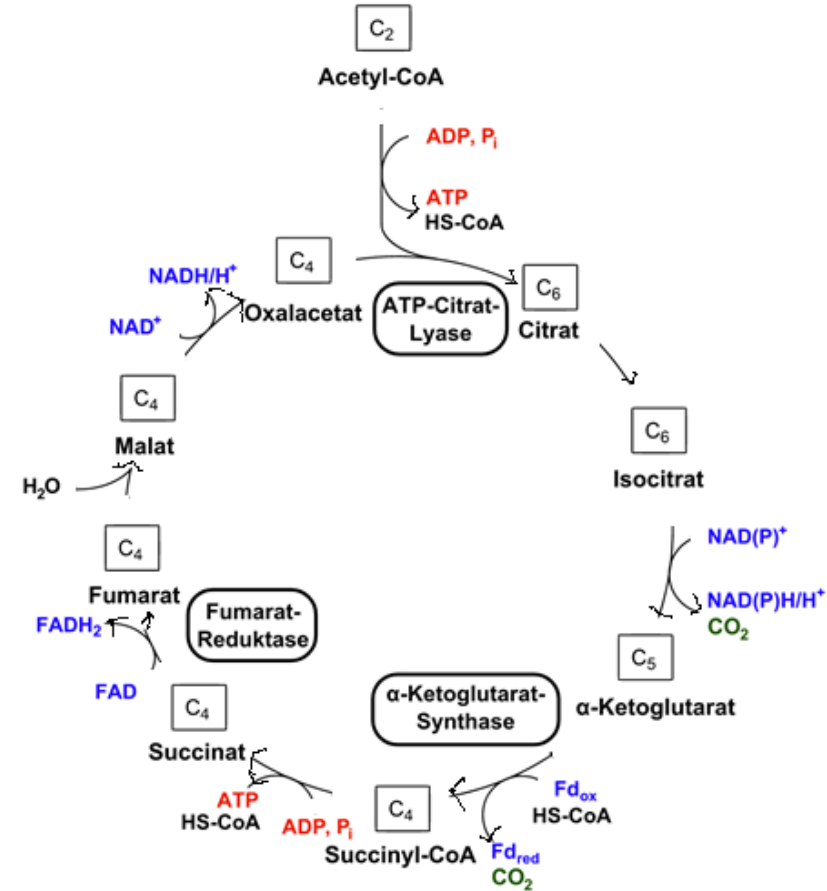 C₂
Acetyl-CoA
ADP, Pᵢ
ATP
HS-CoA
C₄
Oxalacetat
ATP-Citrat-
Lyase
C₆
Citrat
NADH/H⁺
NAD⁺
C₄
Malat
H₂O
C₆
Isocitrat
NAD(P)⁺
NAD(P)H/H⁺
CO₂
C₄
Fumarat
Fumarat-
Reduktase
FADH₂
FAD
C₅
α-Ketoglutarat
α-Ketoglutarat-
Synthase
C₄
Succinat
ATP
HS-CoA
ADP, Pᵢ
C₄
Succinyl-CoA
Fdₒₓ
HS-CoA
Fd_red
CO₂